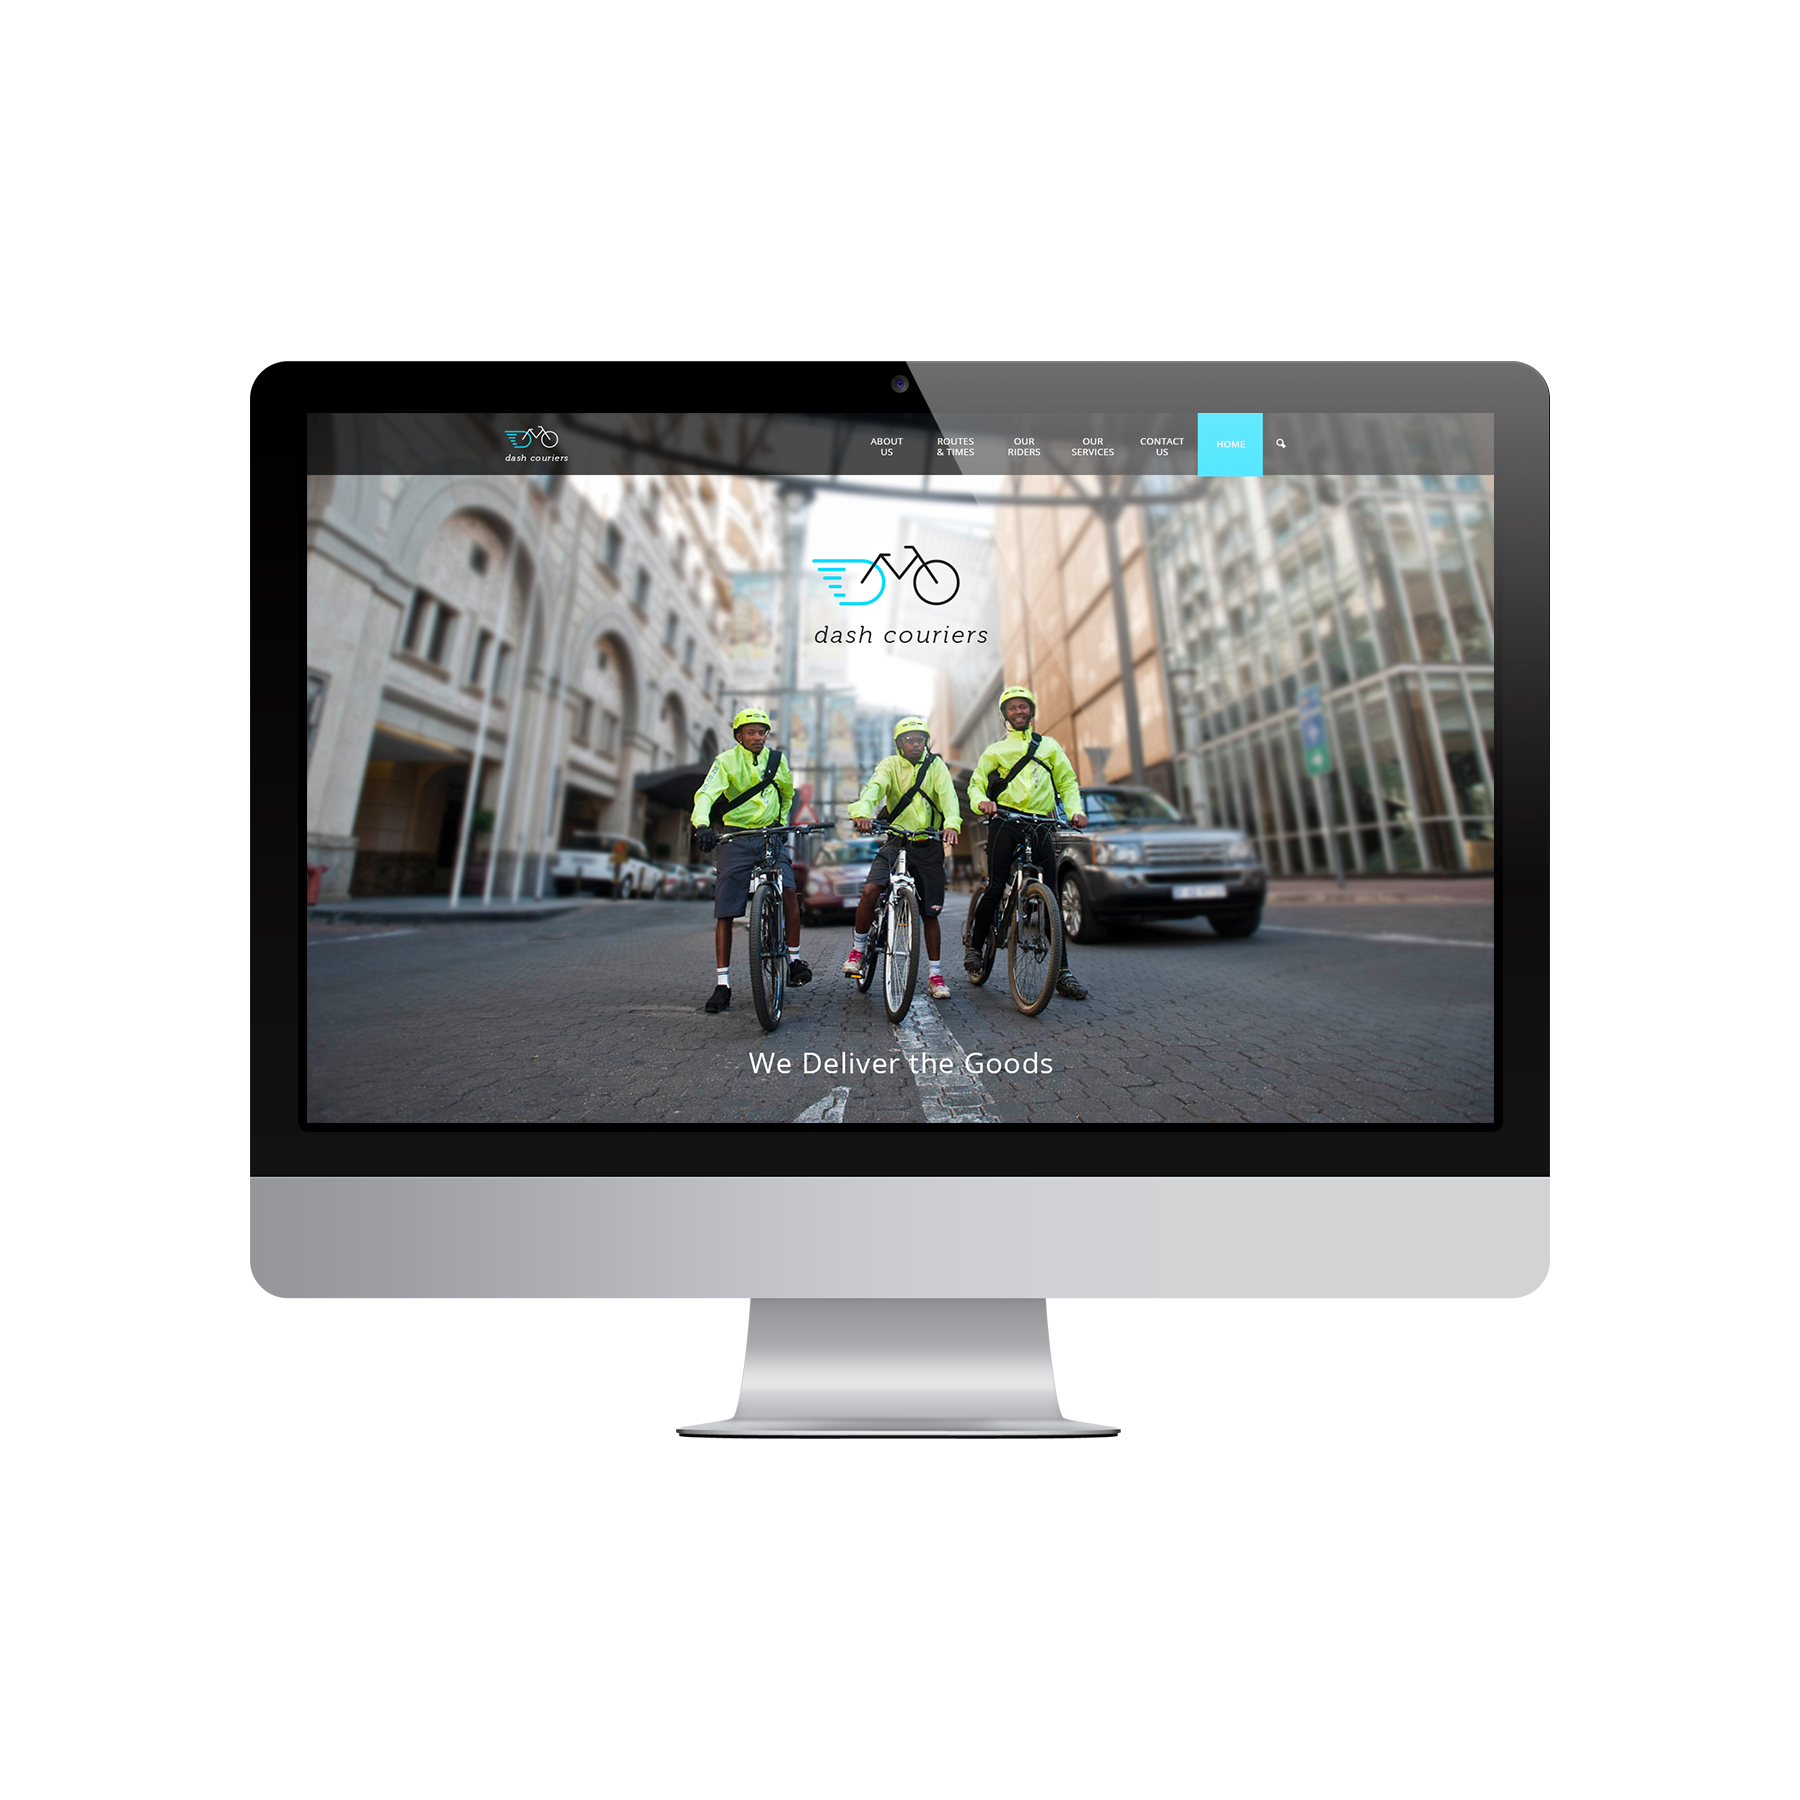 dash couriers
ABOUT
US
ROUTES
& TIMES
OUR
RIDERS
OUR
SERVICES
CONTACT
US
HOME
dash couriers
We Deliver the Goods